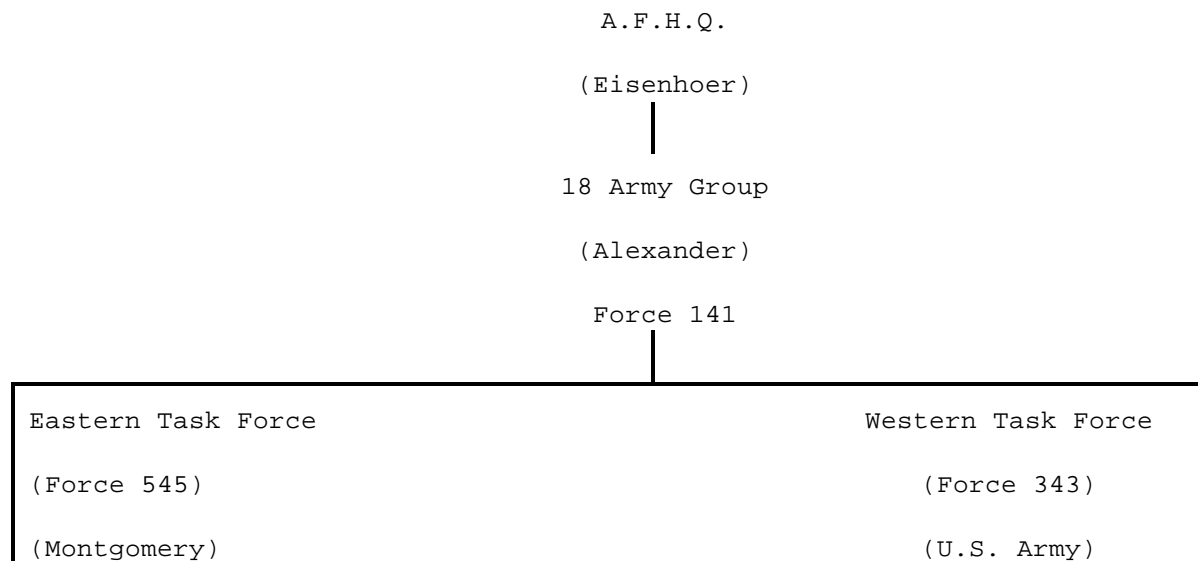 A.F.H.Q.
(Eisenhoer)
18 Army Group
(Alexander)
Force 141
Eastern Task Force
Western Task Force
(Force 545)
(Force 343)
(Montgomery)
(U.S. Army)